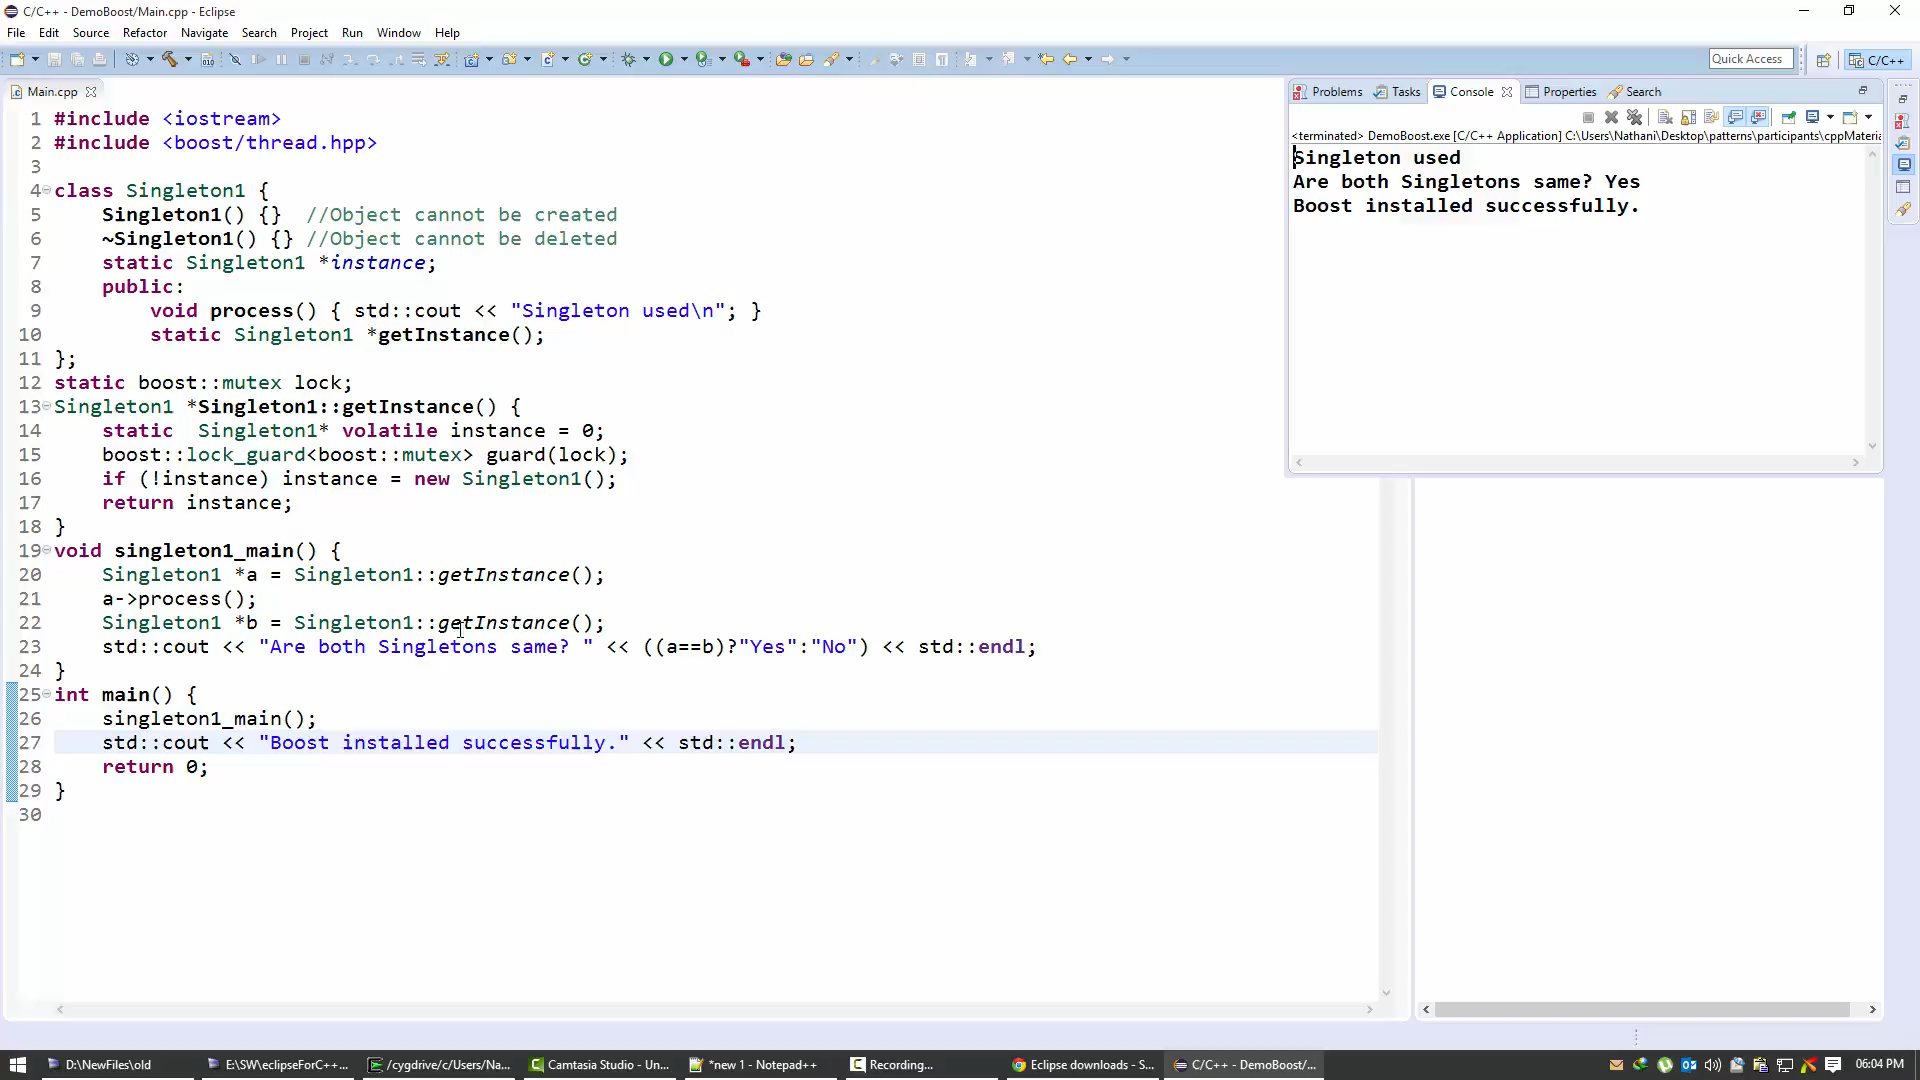 C/C++ - DemoBoost/Main.cpp - Eclipse
File Edit Source Refactor Navigate Search Project Run Window Help
Quick Access
C/C++
Main.cpp
1 #include <iostream>
2 #include <boost/thread.hpp>
3
4 class Singleton1 {
5 Singleton1() {} //Object cannot be created
6 ~Singleton1() {} //Object cannot be deleted
7 static Singleton1 *instance;
8 public:
9 void process() { std::cout << "Singleton used\n"; }
10 static Singleton1 *getInstance();
11 };
12 static boost::mutex lock;
13 Singleton1 *Singleton1::getInstance() {
14 static  Singleton1* volatile instance = 0;
15 boost::lock_guard<boost::mutex> guard(lock);
16 if (!instance) instance = new Singleton1();
17 return instance;
18 }
19 void singleton1_main() {
20 Singleton1 *a = Singleton1::getInstance();
21 a->process();
22 Singleton1 *b = Singleton1::getInstance();
23 std::cout << "Are both Singletons same? " << ((a==b)?"Yes":"No") << std::endl;
24 }
25 int main() {
26 singleton1_main();
27 std::cout << "Boost installed successfully." << std::endl;
28 return 0;
29 }
30
Problems Tasks Console Properties Search
<terminated> DemoBoost.exe [C/C++ Application] C:\Users\Nathani\Desktop\patterns\participants\cppMateria
Singleton used
Are both Singletons same? Yes
Boost installed successfully.
D:\NewFiles\old
E:\SW\eclipseForC++...
/cygdrive/c/Users/Na...
Camtasia Studio - Un...
*new 1 - Notepad++
Recording...
Eclipse downloads - S...
C/C++ - DemoBoost/...
06:04 PM